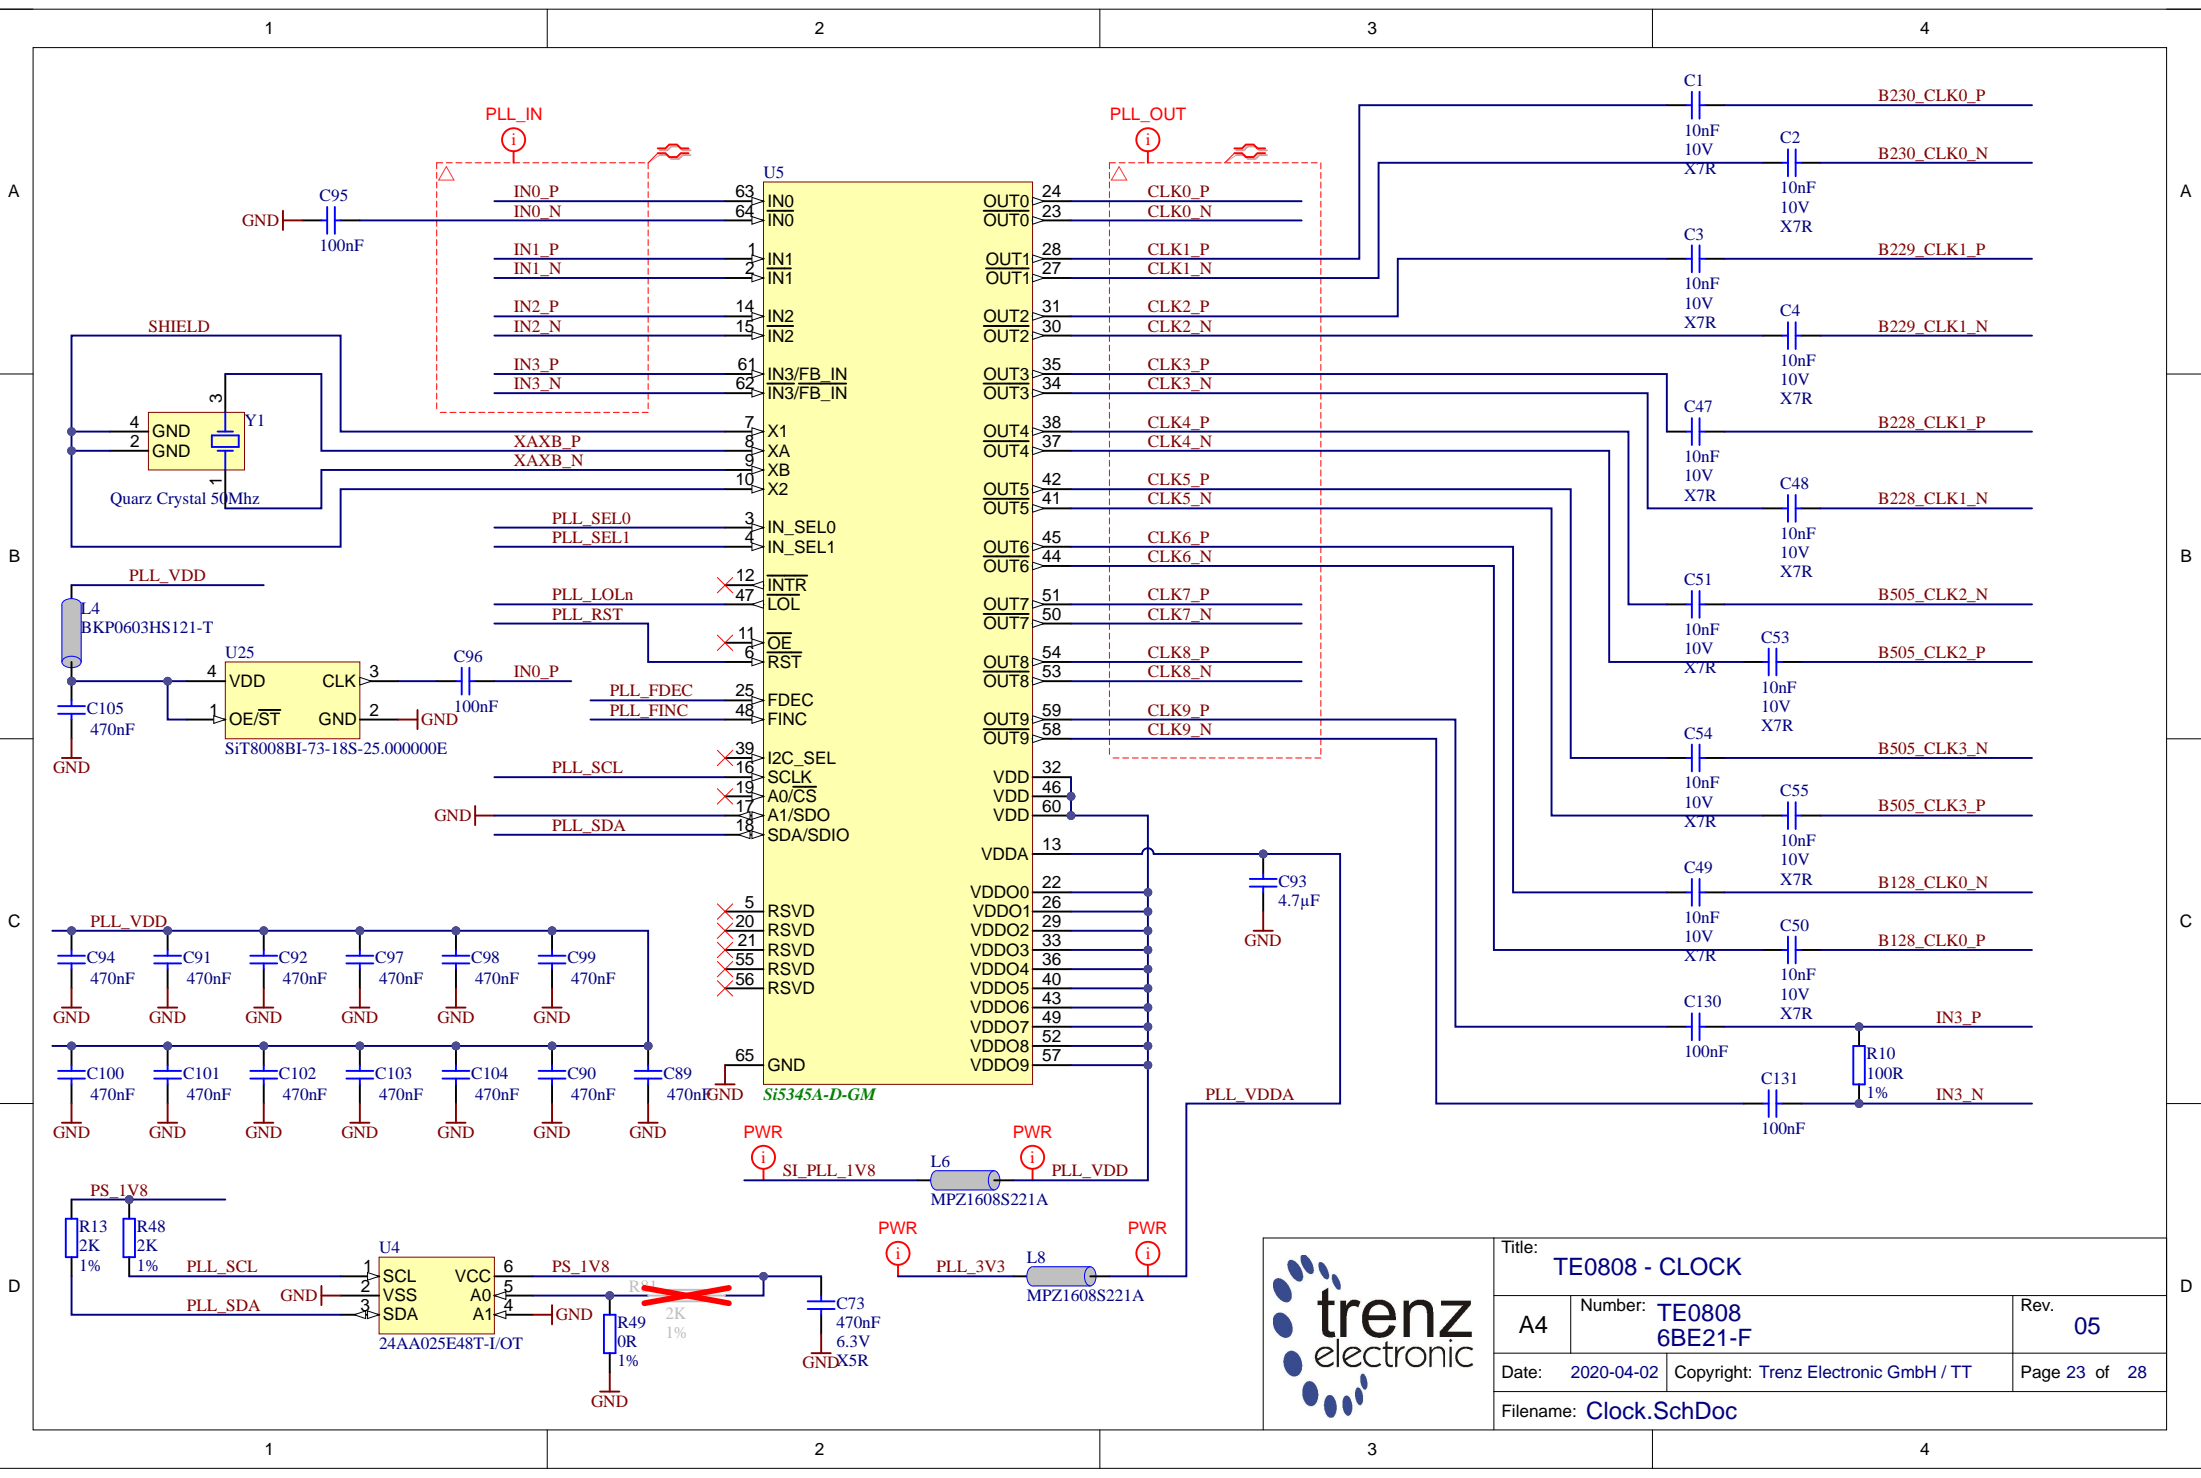 1 2 3 4
A
B
C
D
PLL_IN
PLL_OUT
C95
GND
100nF
IN0_P
IN0_N
IN1_P
IN1_N
IN2_P
IN2_N
IN3_P
IN3_N
SHIELD
4 GND
2 GND
3
1
Y1
Quarz Crystal 50Mhz
XAXB_P
XAXB_N
PLL_SEL0
PLL_SEL1
PLL_LOLn
PLL_RST
PLL_FDEC
PLL_FINC
PLL_SCL
GND
PLL_SDA
PLL_VDD
L4
BKP0603HS121-T
U25
4 VDD
CLK 3
1 OE/ST
GND 2
GND
SiT8008BI-73-18S-25.000000E
C105
470nF
GND
C96
100nF
IN0_P
U5
63 IN0
64 IN0
1 IN1
2 IN1
14 IN2
15 IN2
61 IN3/FB_IN
62 IN3/FB_IN
7 X1
8 XA
9 XB
10 X2
3 IN_SEL0
4 IN_SEL1
12 INTR
47 LOL
11 OE
6 RST
25 FDEC
48 FINC
39 I2C_SEL
16 SCLK
19 A0/CS
17 A1/SDO
18 SDA/SDIO
5 RSVD
20 RSVD
21 RSVD
55 RSVD
56 RSVD
65 GND
GND
Si5345A-D-GM
OUT0 24 CLK0_P
OUT0 23 CLK0_N
OUT1 28 CLK1_P
OUT1 27 CLK1_N
OUT2 31 CLK2_P
OUT2 30 CLK2_N
OUT3 35 CLK3_P
OUT3 34 CLK3_N
OUT4 38 CLK4_P
OUT4 37 CLK4_N
OUT5 42 CLK5_P
OUT5 41 CLK5_N
OUT6 45 CLK6_P
OUT6 44 CLK6_N
OUT7 51 CLK7_P
OUT7 50 CLK7_N
OUT8 54 CLK8_P
OUT8 53 CLK8_N
OUT9 59 CLK9_P
OUT9 58 CLK9_N
VDD 32
VDD 46
VDD 60
VDDA 13
VDDO0 22
VDDO1 26
VDDO2 29
VDDO3 33
VDDO4 36
VDDO5 40
VDDO6 43
VDDO7 49
VDDO8 52
VDDO9 57
C93
4.7µF
GND
C1
10nF
10V
X7R
B230_CLK0_P
C2
10nF
10V
X7R
B230_CLK0_N
C3
10nF
10V
X7R
B229_CLK1_P
C4
10nF
10V
X7R
B229_CLK1_N
C47
10nF
10V
X7R
B228_CLK1_P
C48
10nF
10V
X7R
B228_CLK1_N
C51
10nF
10V
X7R
B505_CLK2_N
C53
10nF
10V
X7R
B505_CLK2_P
C54
10nF
10V
X7R
B505_CLK3_N
C55
10nF
10V
X7R
B505_CLK3_P
C49
10nF
10V
X7R
B128_CLK0_N
C50
10nF
10V
X7R
B128_CLK0_P
C130
100nF
IN3_P
R10
100R
1%
C131
100nF
IN3_N
PLL_VDD
C94 C91 C92 C97 C98 C99
470nF 470nF 470nF 470nF 470nF 470nF
GND GND GND GND GND GND
C100 C101 C102 C103 C104 C90 C89
470nF 470nF 470nF 470nF 470nF 470nF 470nF
GND GND GND GND GND GND GND
PWR
SI_PLL_1V8
L6
MPZ1608S221A
PWR
PLL_VDD
PLL_VDDA
PWR
PLL_3V3
L8
MPZ1608S221A
PWR
PS_1V8
R13
2K
1%
R48
2K
1%
PLL_SCL
GND
PLL_SDA
U4
1 SCL
2 VSS
3 SDA
VCC 6
A0 5
A1 4
24AA025E48T-I/OT
PS_1V8
GND
2K
1%
R49
0R
1%
GND
C73
470nF
6.3V
X5R
GND
trenz
electronic
Title:
TE0808 - CLOCK
A4
Number: TE0808
6BE21-F
Rev.
05
Date: 2020-04-02
Copyright: Trenz Electronic GmbH / TT
Page 23 of 28
Filename: Clock.SchDoc
A
B
C
D
1 2 3 4